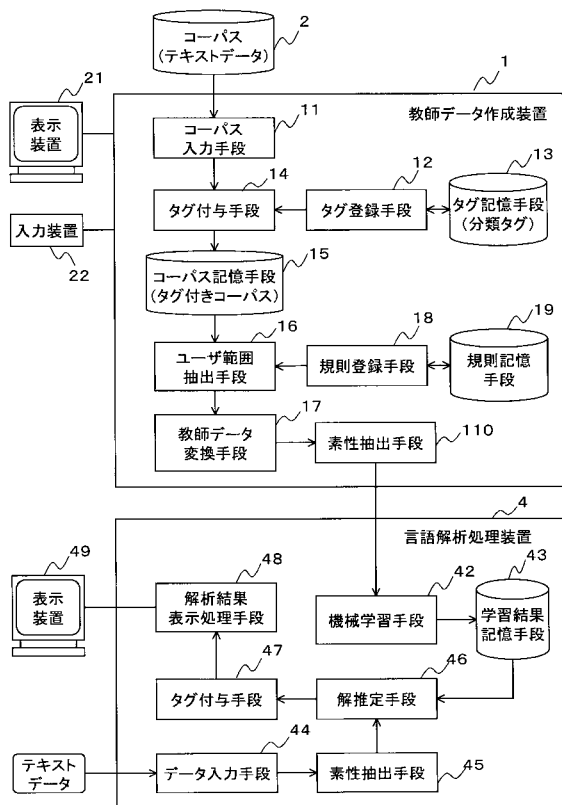 コーパス
(テキストデータ)
2
21
表示
装置
1
教師データ作成装置
コーパス
入力手段
11
14
タグ付与手段
12
タグ登録手段
13
タグ記憶手段
(分類タグ)
入力装置
22
コーパス記憶手段
(タグ付きコーパス)
15
16
ユーザ範囲
抽出手段
18
規則登録手段
19
規則記憶
手段
17
教師データ
変換手段
素性抽出手段
110
4
言語解析処理装置
49
表示
装置
48
解析結果
表示処理手段
42
機械学習手段
43
学習結果
記憶手段
47
タグ付与手段
46
解推定手段
テキスト
データ
44
データ入力手段
素性抽出手段
45